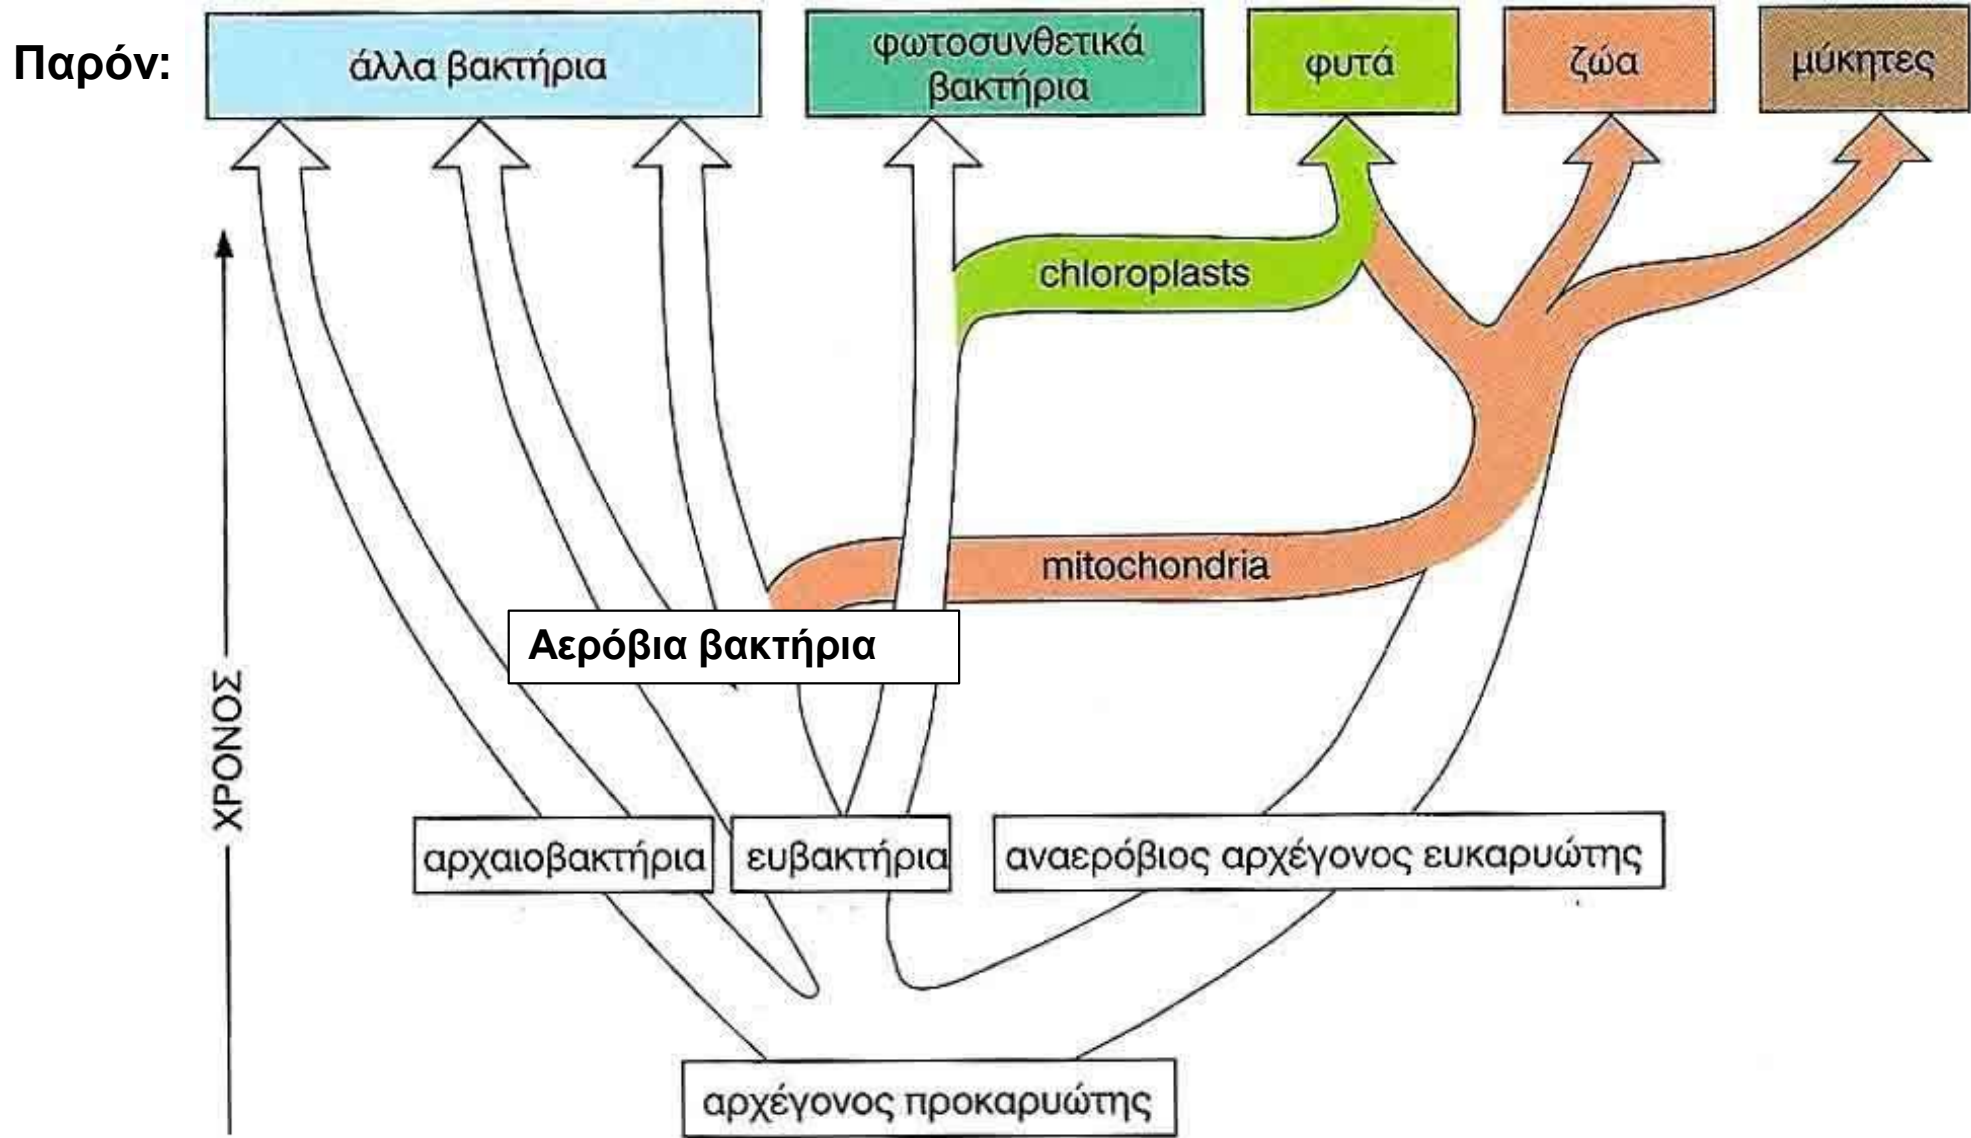 Παρόν:
άλλα βακτήρια
φωτοσυνθετικά
βακτήρια
φυτά
ζώα
μύκητες
chloroplasts
mitochondria
Αερόβια βακτήρια
ΧΡΟΝΟΣ
αρχαιοβακτήρια
ευβακτήρια
αναερόβιος αρχέγονος ευκαρυώτης
αρχέγονος προκαρυώτης